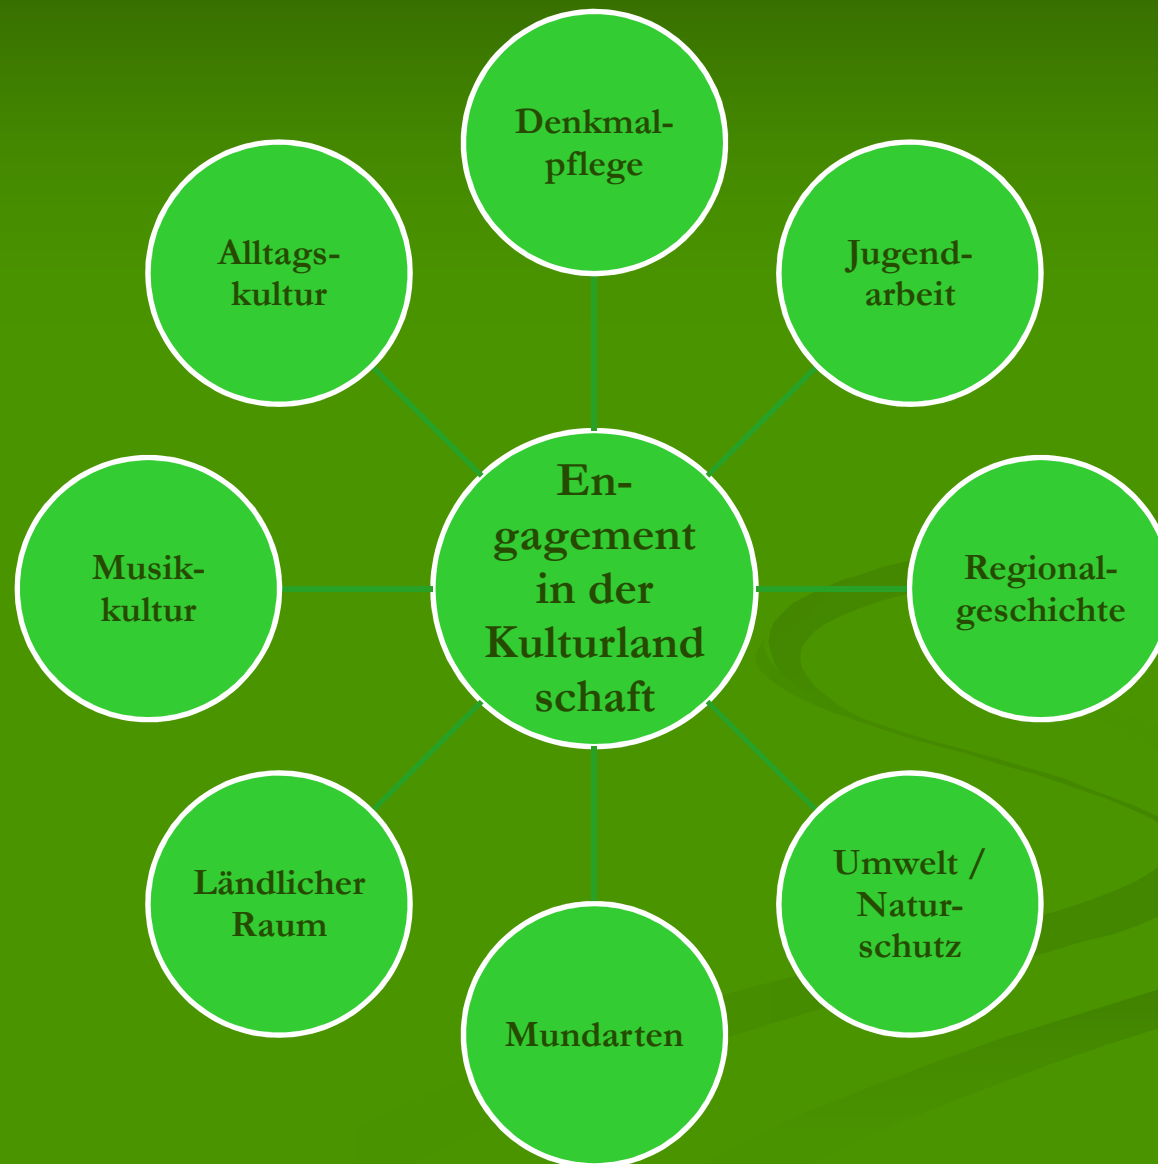 Denkmal-
pflege
Alltags-
kultur
Jugend-
arbeit
En-
gagement
in der
Kulturland
schaft
Musik-
kultur
Regional-
geschichte
Ländlicher
Raum
Umwelt /
Natur-
schutz
Mundarten